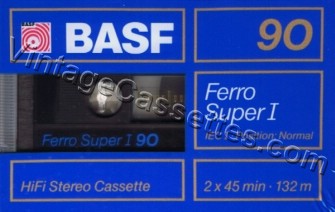 BASF
90
Ferro
Super I
IEC I · Position: Normal
Ferro Super I 90
HiFi Stereo Cassette
2 x 45 min · 132 m
VintageCassettes.com